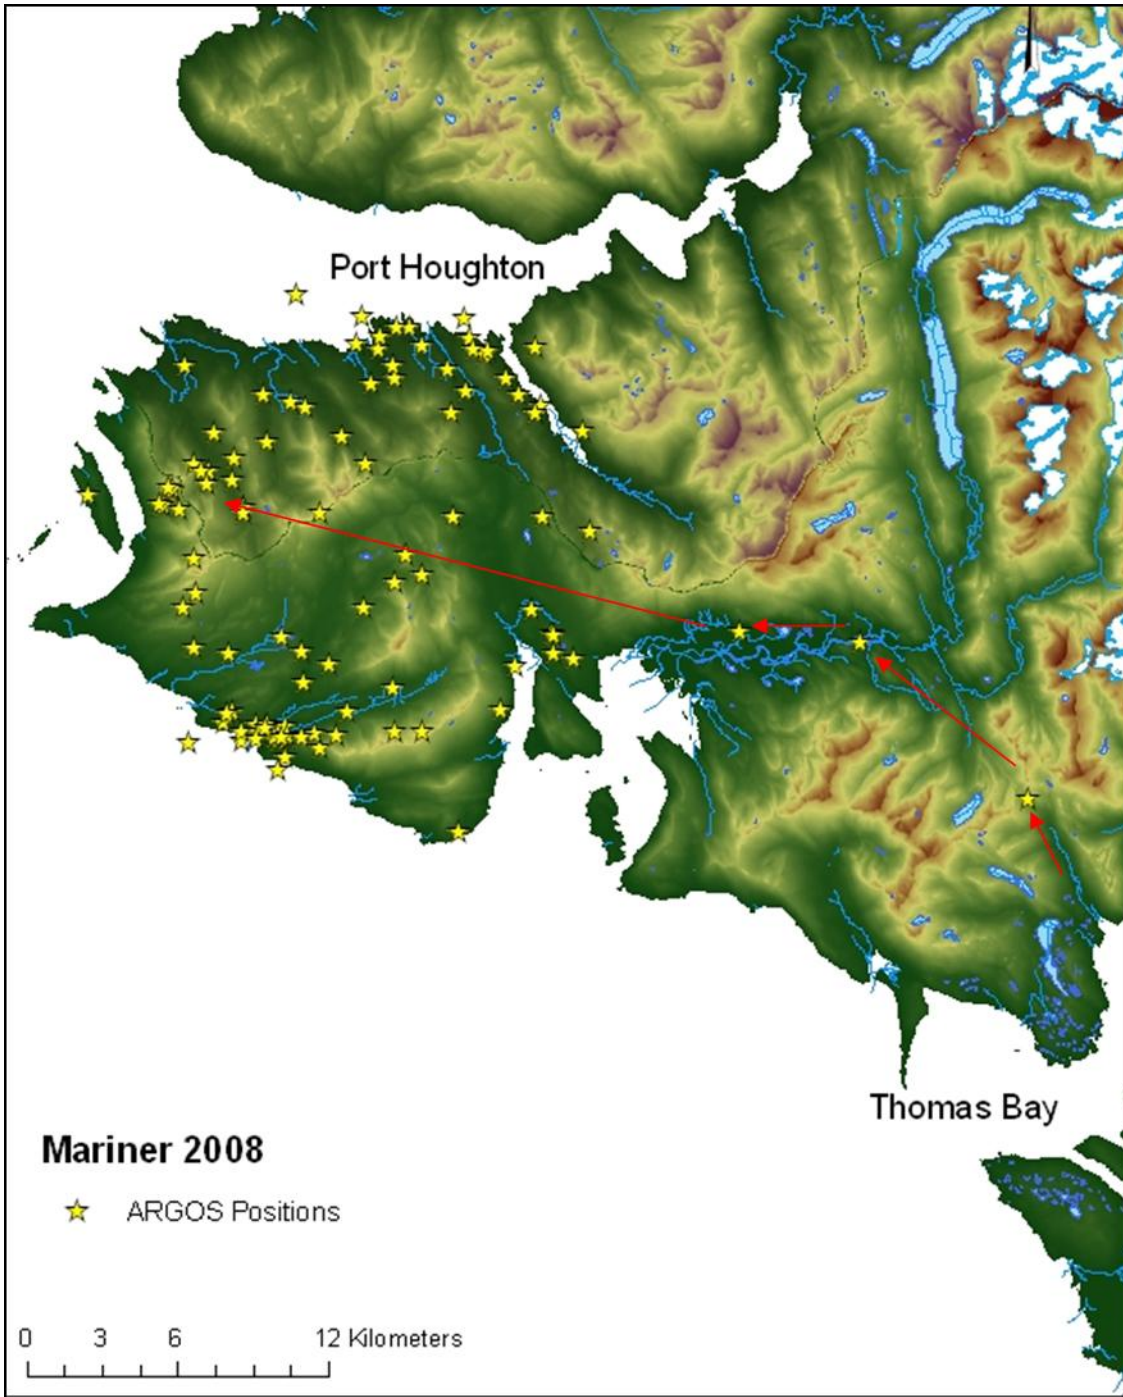 Port Houghton
Thomas Bay
Mariner 2008
ARGOS Positions
0 3 6 12 Kilometers